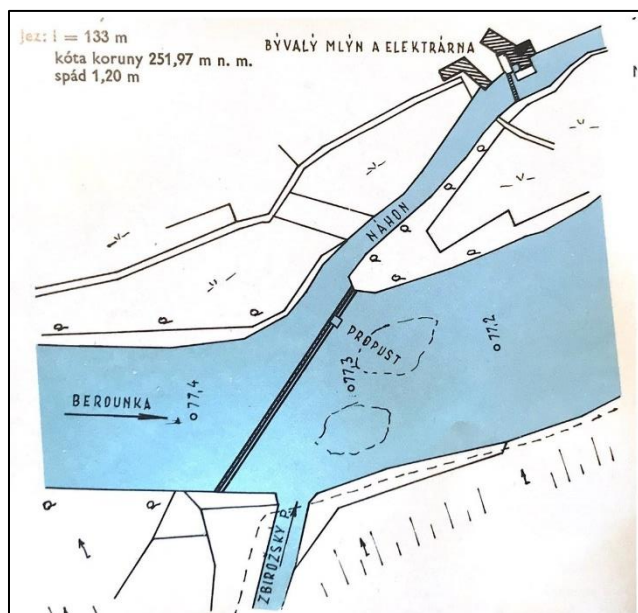 jez: l = 133 m
kóta koruny 251,97 m n. m.
spád 1,20 m
BÝVALÝ MLÝN A ELEKTRÁRNA
NÁHON
PROPUST
77,2
77,3
77,4
BEROUNKA
ZBIROŽSKÝ P.